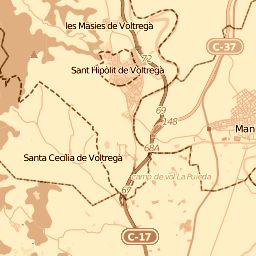 les Masies de Voltregà
72
C-37
Sant Hipòlit de Voltregà
69
148
Man
68A
Santa Cecília de Voltregà
camp de vol La Pulleda
67
C-17